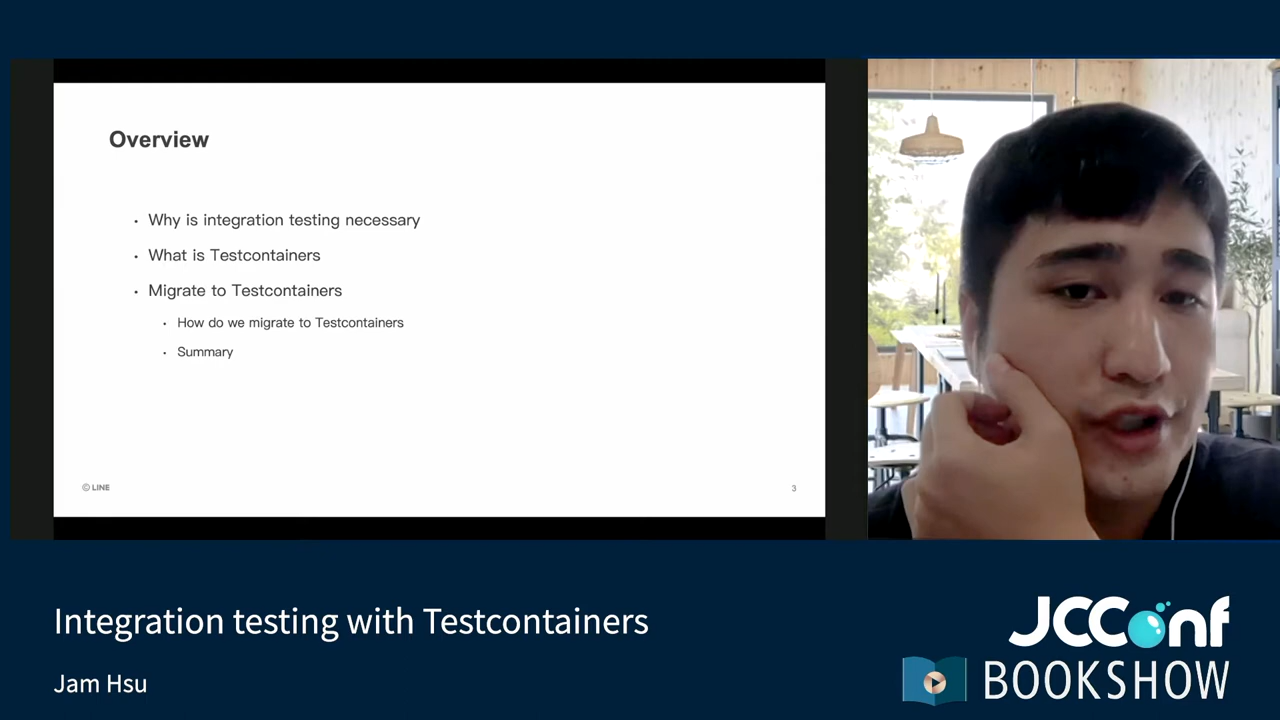 Overview
• Why is integration testing necessary
• What is Testcontainers
• Migrate to Testcontainers
• How do we migrate to Testcontainers
• Summary
© LINE
3
Integration testing with Testcontainers
Jam Hsu
JCConf
BOOKSHOW